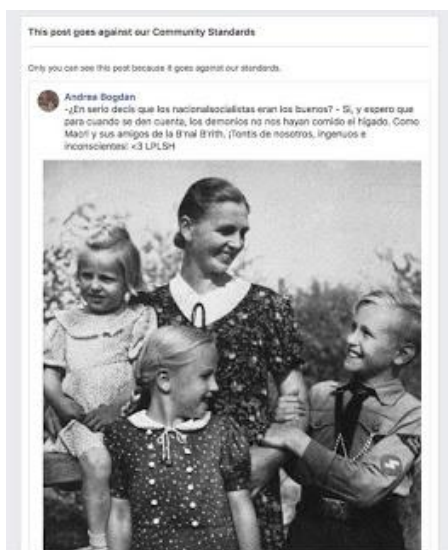 This post goes against our Community Standards
Only you can see this post because it goes against our standards.
Andrea Bogdan
-¿En serio decís que los nacionalsocialistas eran los buenos? - Si, y espero que
para cuando se den cuenta, los demonios no nos hayan comido el hígado. Como
Maori y sus amigos de la B'nai B'rith. ¡Tontis de nosotros, ingenuos e
inconscientes! <3 LPLSH